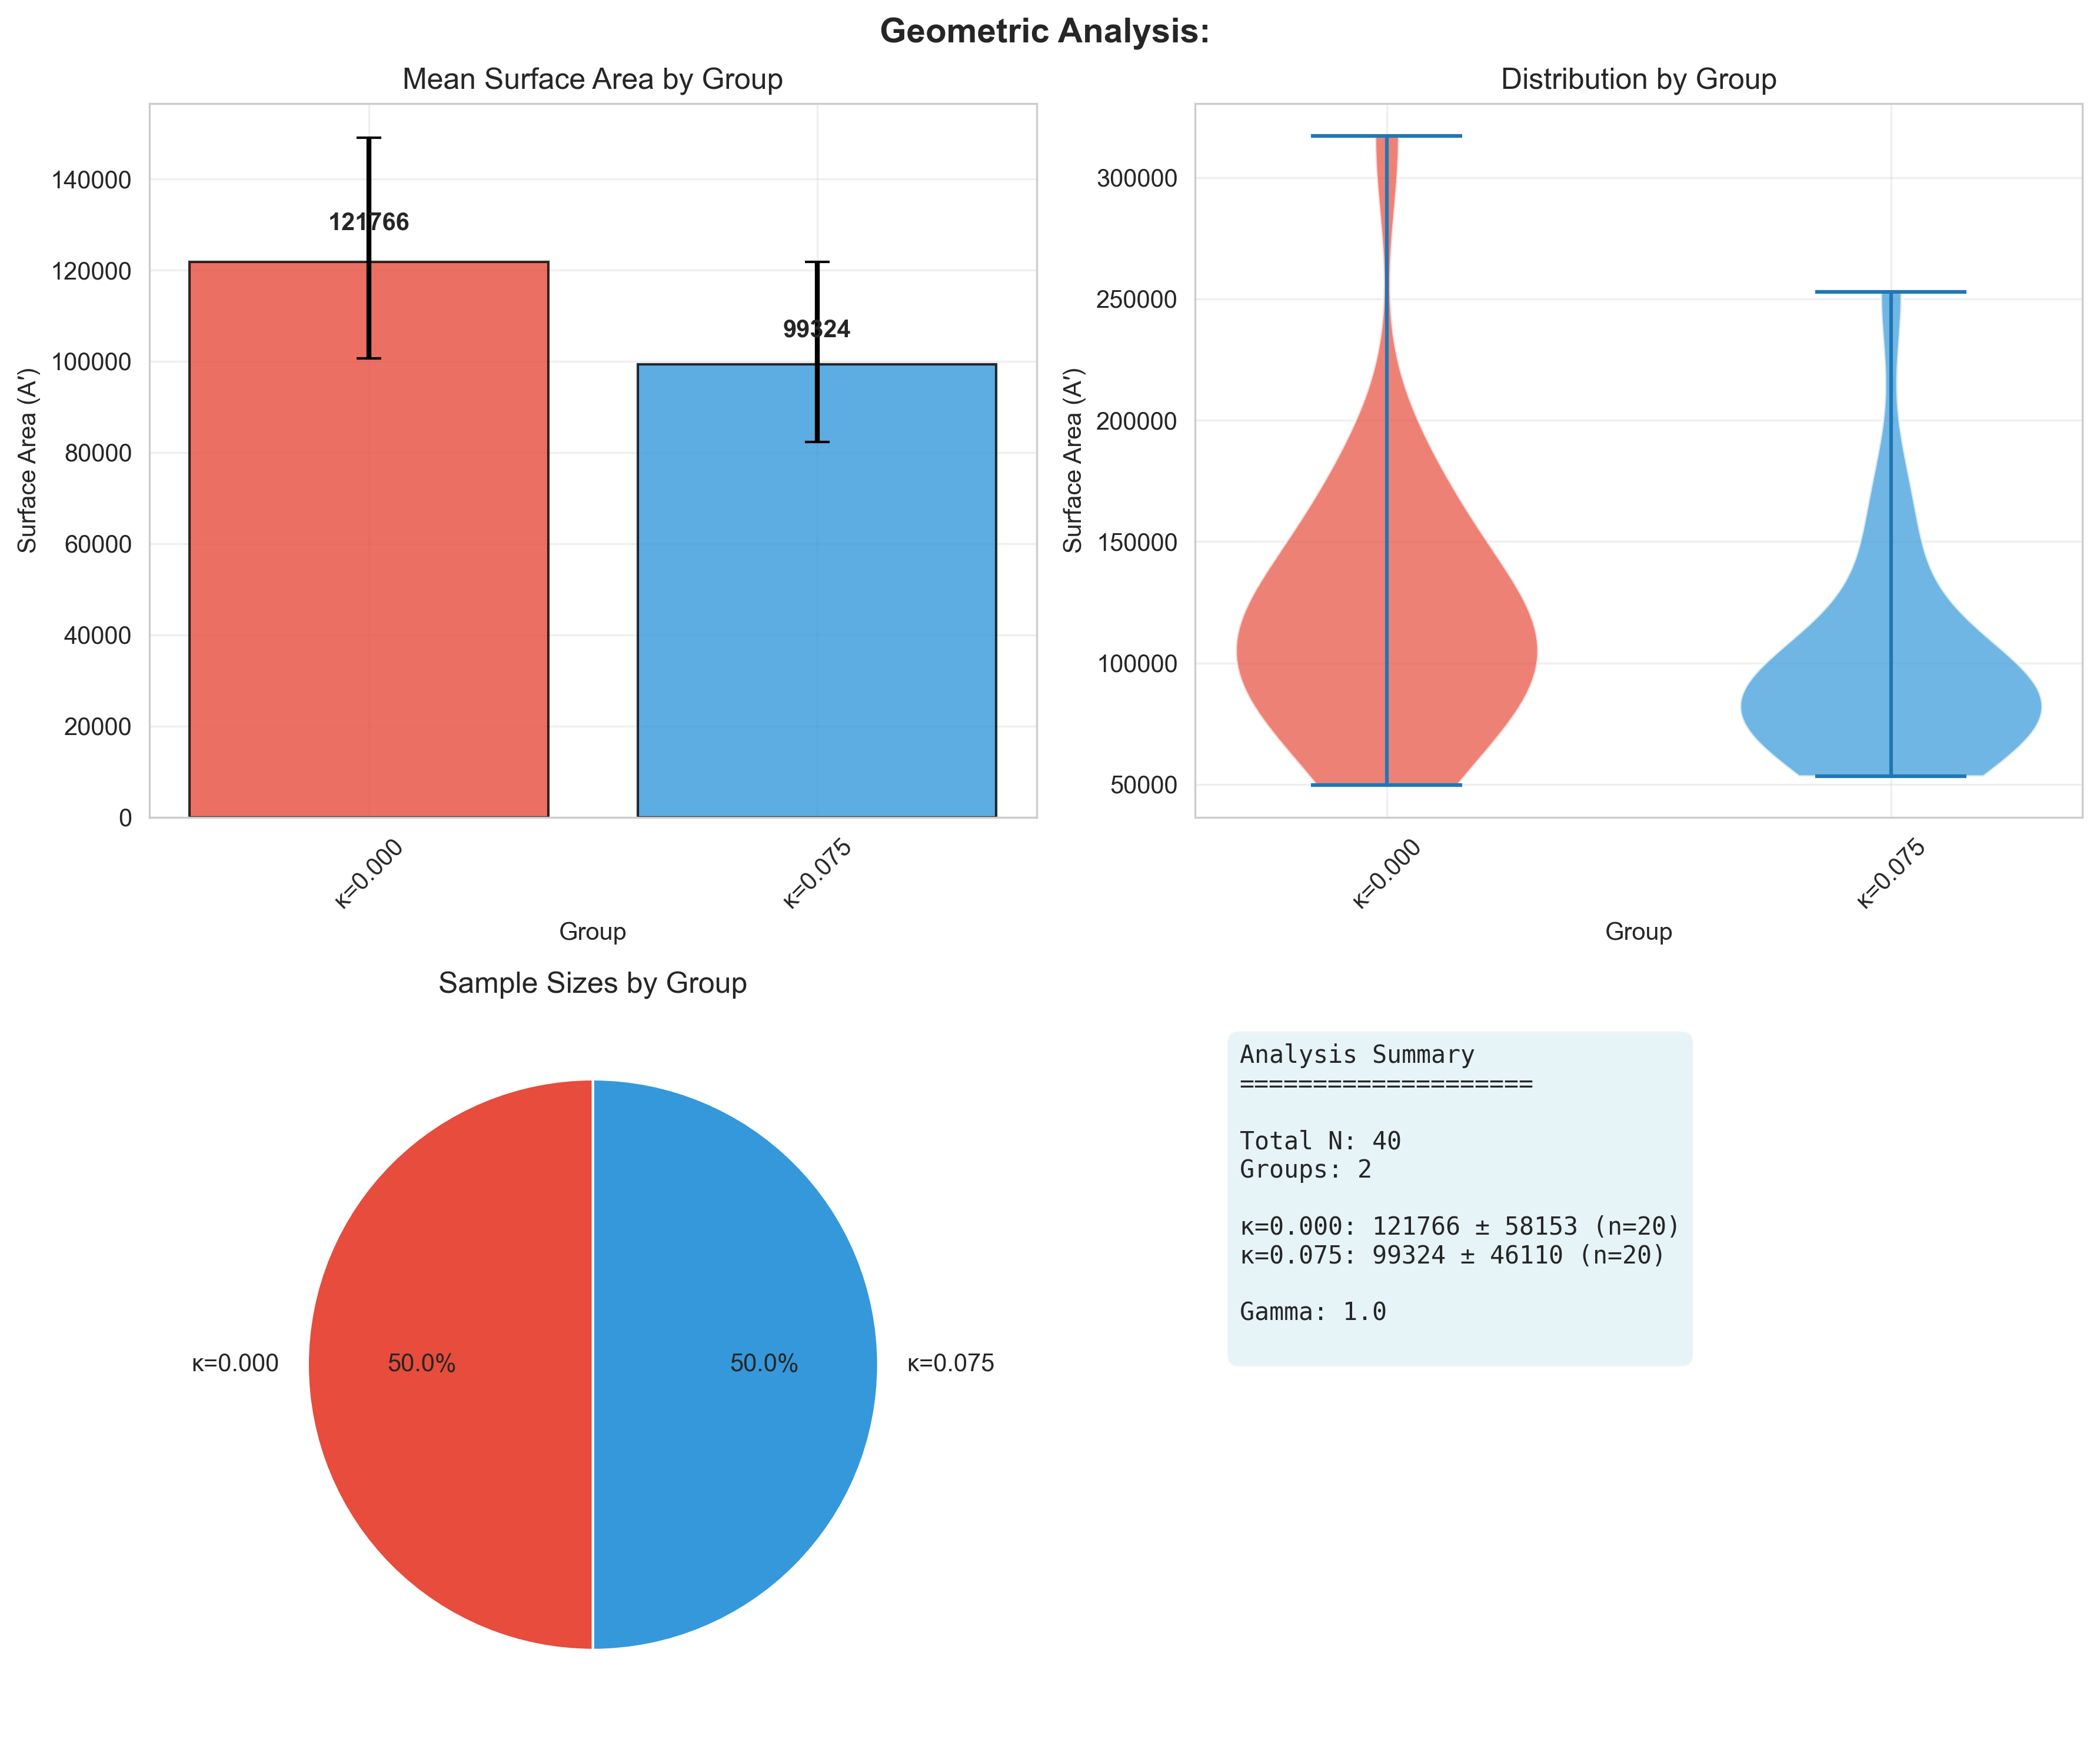 Geometric Analysis:
Mean Surface Area by Group
Surface Area (A')
140000
120000
100000
80000
60000
40000
20000
0
121766
99324
κ=0.000
κ=0.075
Group
Distribution by Group
Surface Area (A')
300000
250000
200000
150000
100000
50000
κ=0.000
κ=0.075
Group
Sample Sizes by Group
κ=0.000
50.0%
50.0%
κ=0.075
Analysis Summary
====================
Total N: 40
Groups: 2
κ=0.000: 121766 ± 58153 (n=20)
κ=0.075: 99324 ± 46110 (n=20)
Gamma: 1.0